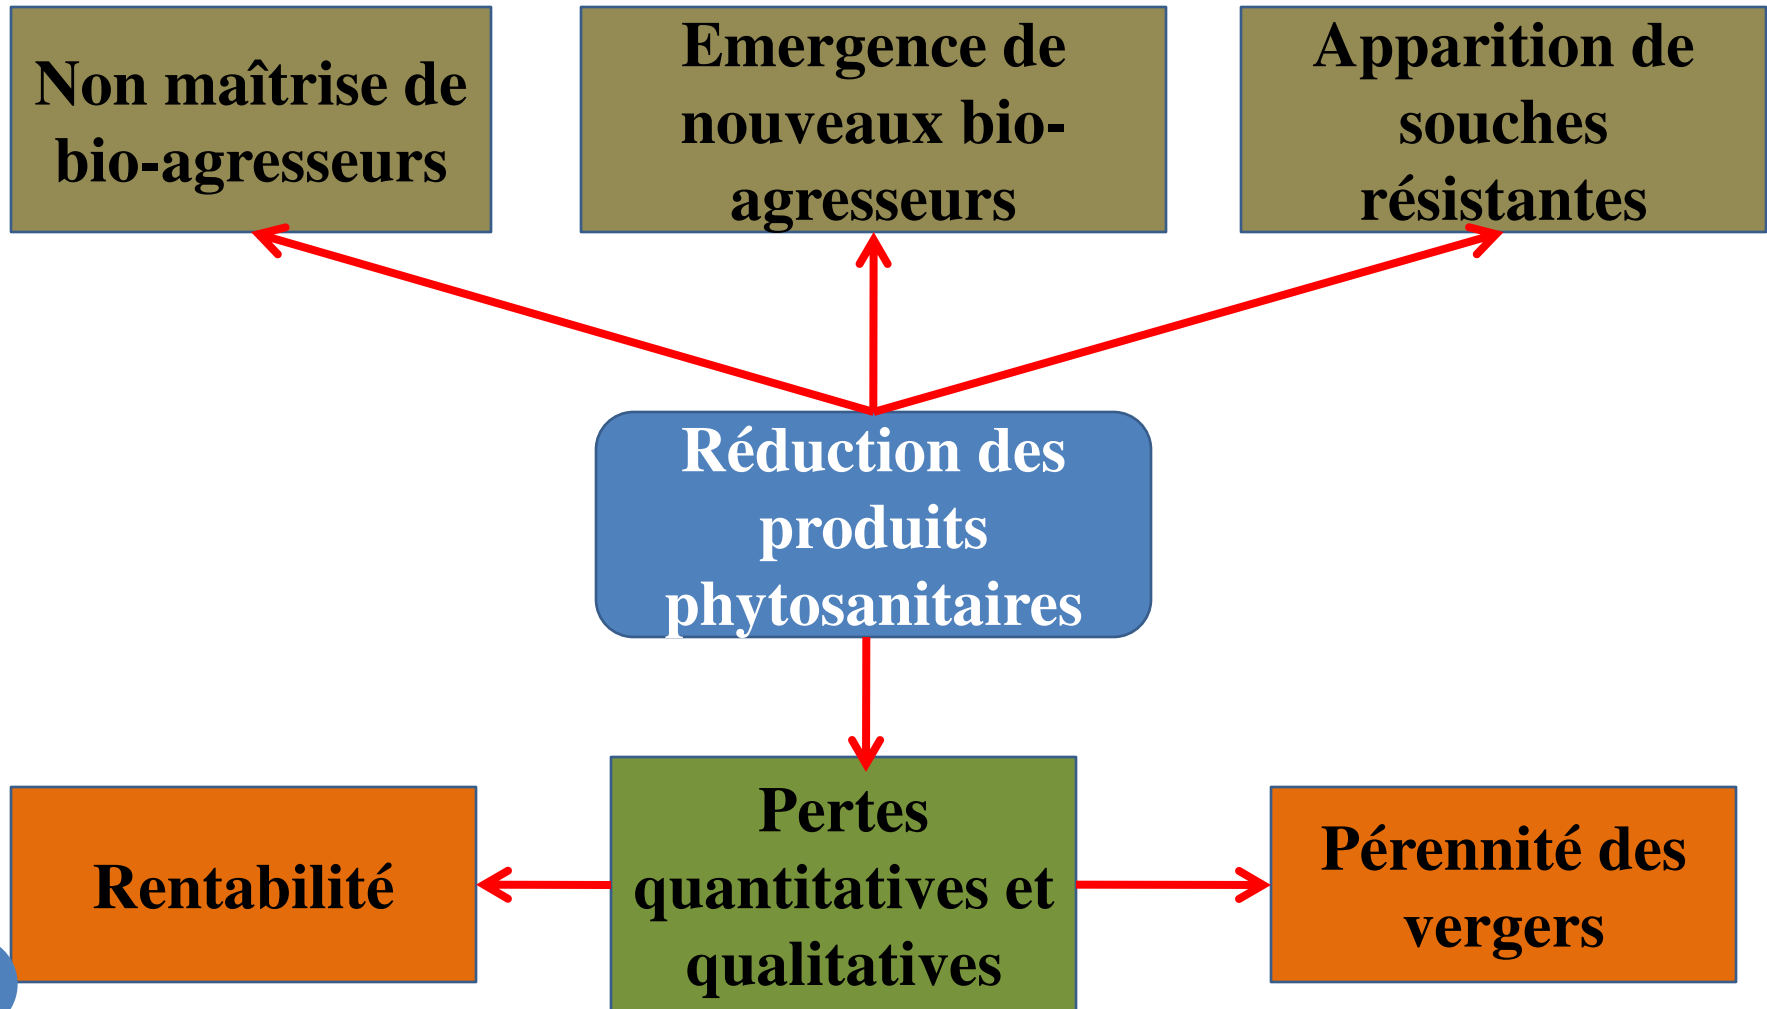 Non maîtrise de
bio-agresseurs
Emergence de
nouveaux bio-
agresseurs
Apparition de
souches
résistantes
Réduction des
produits
phytosanitaires
Rentabilité
Pertes
quantitatives et
qualitatives
Pérennité des
vergers